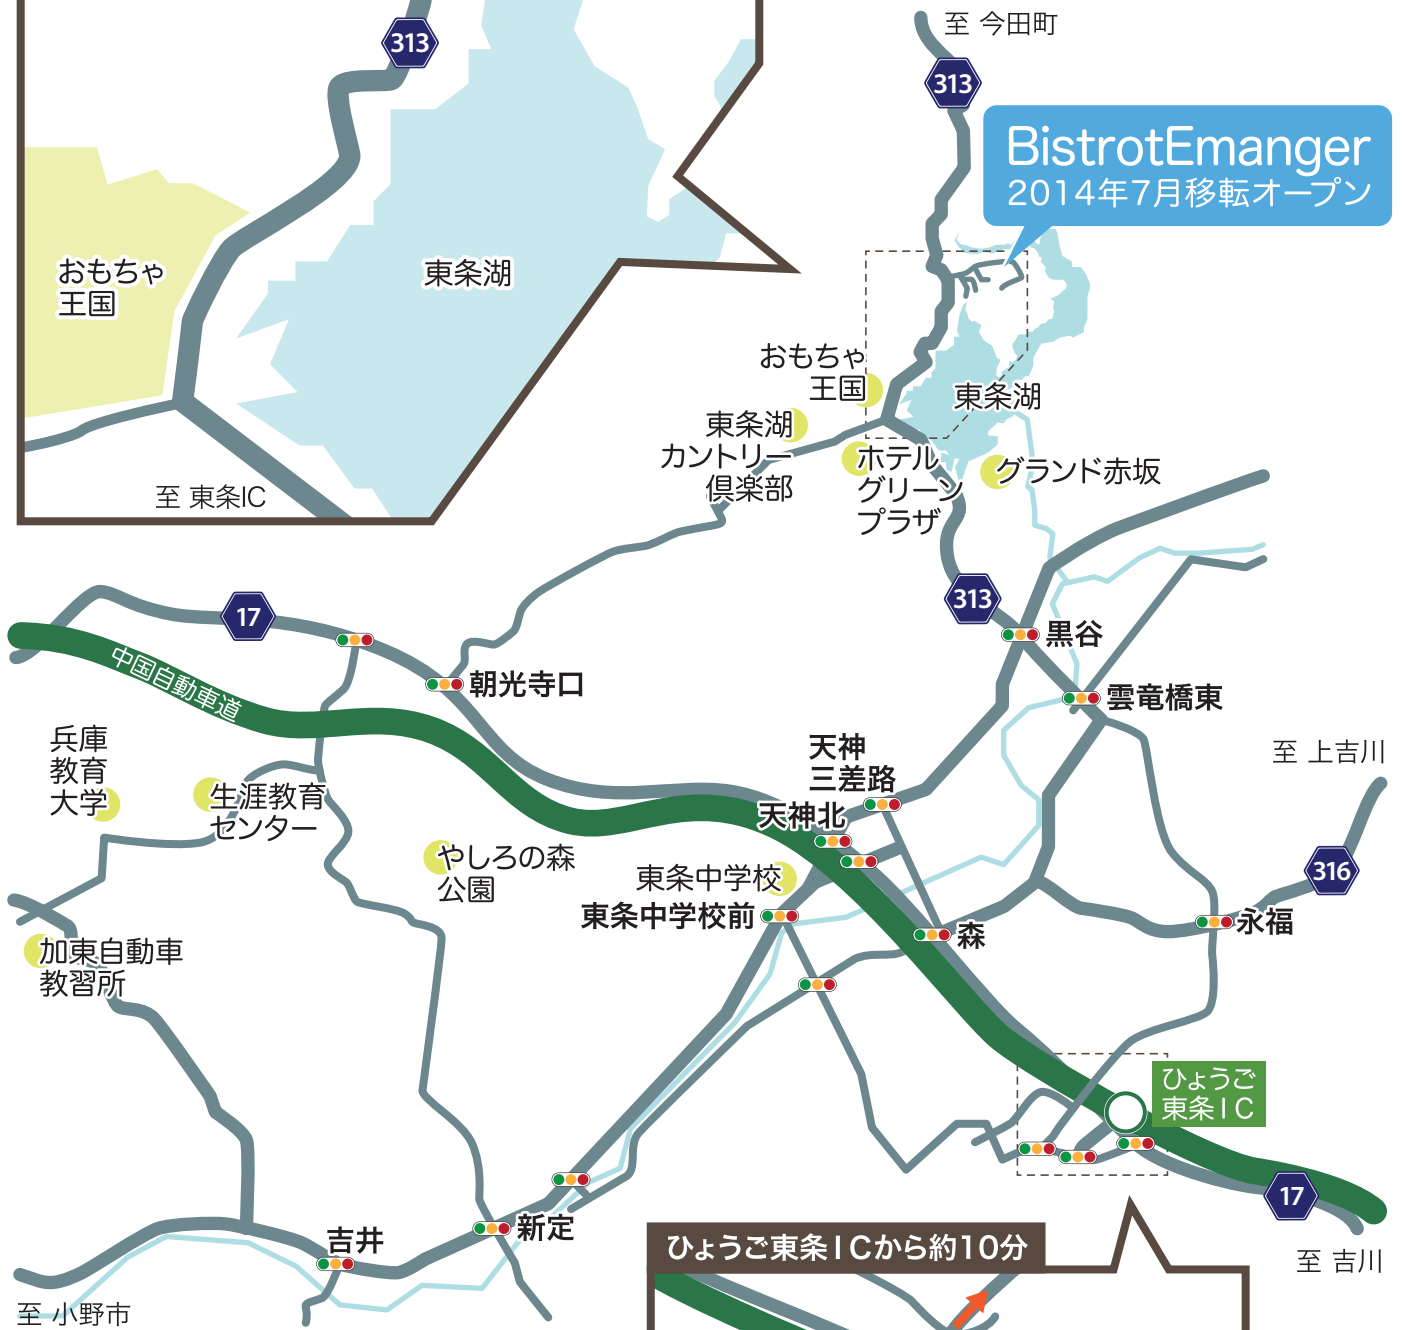 313
おもちゃ
王国
東条湖
至 東条IC
至 今田町
313
BistrotEmanger
2014年7月移転オープン
おもちゃ
王国
東条湖
東条湖
カントリー
倶楽部
ホテル
グリーン
プラザ
グランド赤坂
313
黒谷
雲竜橋東
17
中国自動車道
朝光寺口
兵庫
教育
大学
生涯教育
センター
やしろの森
公園
天神
三差路
天神北
東条中学校
東条中学校前
森
至 上吉川
316
永福
加東自動車
教習所
ひょうご
東条IC
17
至 吉川
吉井
新定
至 小野市
ひょうご東条ICから約10分